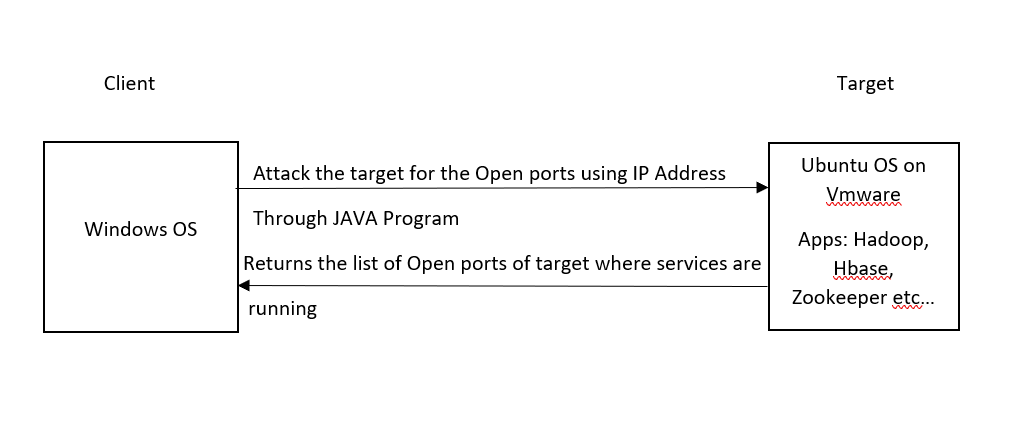 Client
Target
Windows OS
Attack the target for the Open ports using IP Address
Through JAVA Program
Returns the list of Open ports of target where services are
running
Ubuntu OS on
Vmware
Apps: Hadoop,
Hbase,
Zookeeper etc...